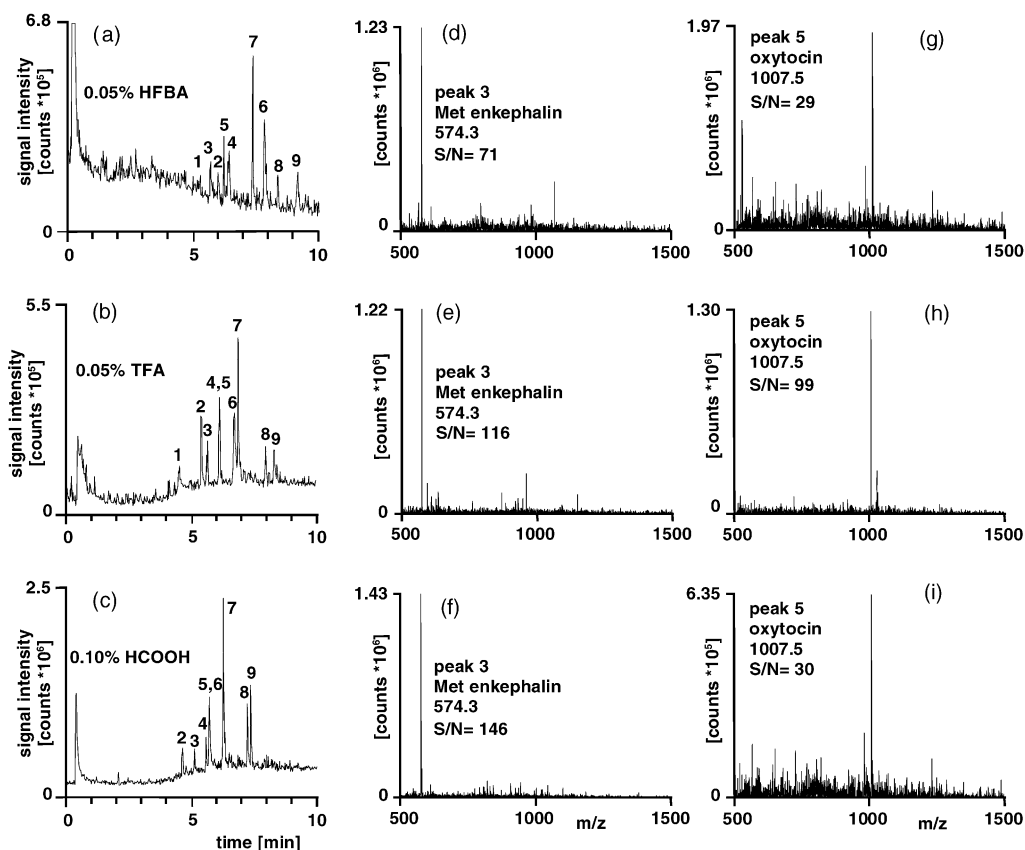 6.8
(a)
0.05% HFBA
signal intensity
[counts *10⁵]
1
3
2
5
4
7
6
8
9
0
0
5
10
1.23
(d)
peak 3
Met enkephalin
574.3
S/N= 71
[counts *10⁶]
0
500
1000
1500
1.97
(g)
peak 5
oxytocin
1007.5
S/N= 29
[counts *10⁶]
0
500
1000
1500
5.5
(b)
0.05% TFA
signal intensity
[counts *10⁵]
1
2
3
4,5
6
7
8
9
0
0
5
10
1.22
(e)
peak 3
Met enkephalin
574.3
S/N= 116
[counts *10⁶]
0
500
1000
1500
1.30
(h)
peak 5
oxytocin
1007.5
S/N= 99
[counts *10⁶]
0
500
1000
1500
2.5
(c)
0.10% HCOOH
signal intensity
[counts *10⁶]
2
3
4
5,6
7
8
9
0
0
5
10
time [min]
1.43
(f)
peak 3
Met enkephalin
574.3
S/N= 146
[counts *10⁶]
0
500
1000
1500
m/z
6.35
(i)
peak 5
oxytocin
1007.5
S/N= 30
[counts *10⁵]
0
500
1000
1500
m/z